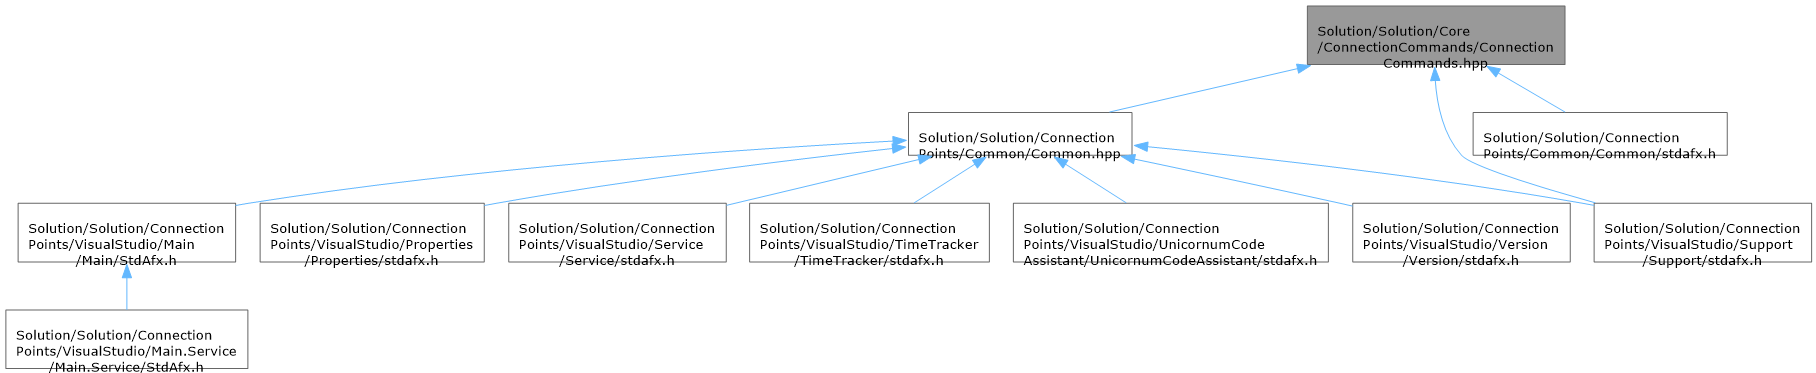 Solution/Solution/Core
/ConnectionCommands/Connection
Commands.hpp
Solution/Solution/Connection
Points/Common/Common.hpp
Solution/Solution/Connection
Points/Common/Common/stdafx.h
Solution/Solution/Connection
Points/VisualStudio/Main
/Main/StdAfx.h
Solution/Solution/Connection
Points/VisualStudio/Properties
/Properties/stdafx.h
Solution/Solution/Connection
Points/VisualStudio/Service
/Service/stdafx.h
Solution/Solution/Connection
Points/VisualStudio/TimeTracker
/TimeTracker/stdafx.h
Solution/Solution/Connection
Points/VisualStudio/UnicornumCode
Assistant/UnicornumCodeAssistant/stdafx.h
Solution/Solution/Connection
Points/VisualStudio/Version
/Version/stdafx.h
Solution/Solution/Connection
Points/VisualStudio/Support
/Support/stdafx.h
Solution/Solution/Connection
Points/VisualStudio/Main.Service
/Main.Service/StdAfx.h